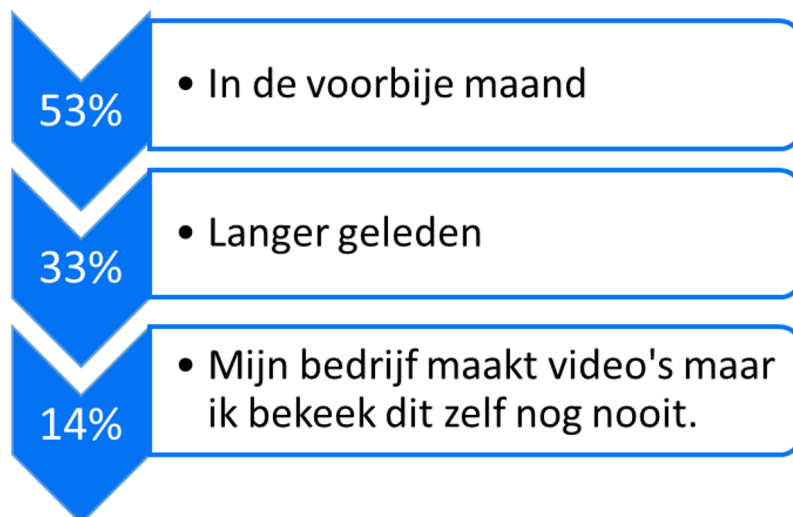 53%
• In de voorbije maand
33%
• Langer geleden
14%
• Mijn bedrijf maakt video's maar
ik bekeek dit zelf nog nooit.